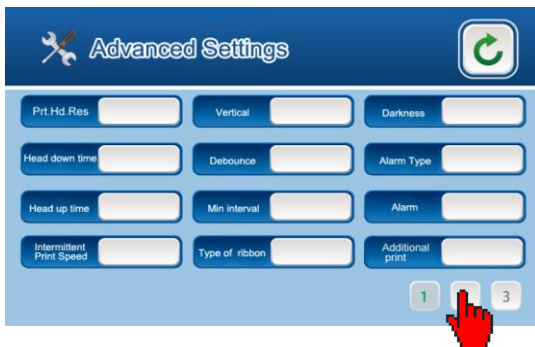 Advanced Settings
Prt.Hd.Res
Vertical
Darkness
Head down time
Debounce
Alarm Type
Head up time
Min interval
Alarm
Intermittent
Print Speed
Type of ribbon
Additional
print
1
3